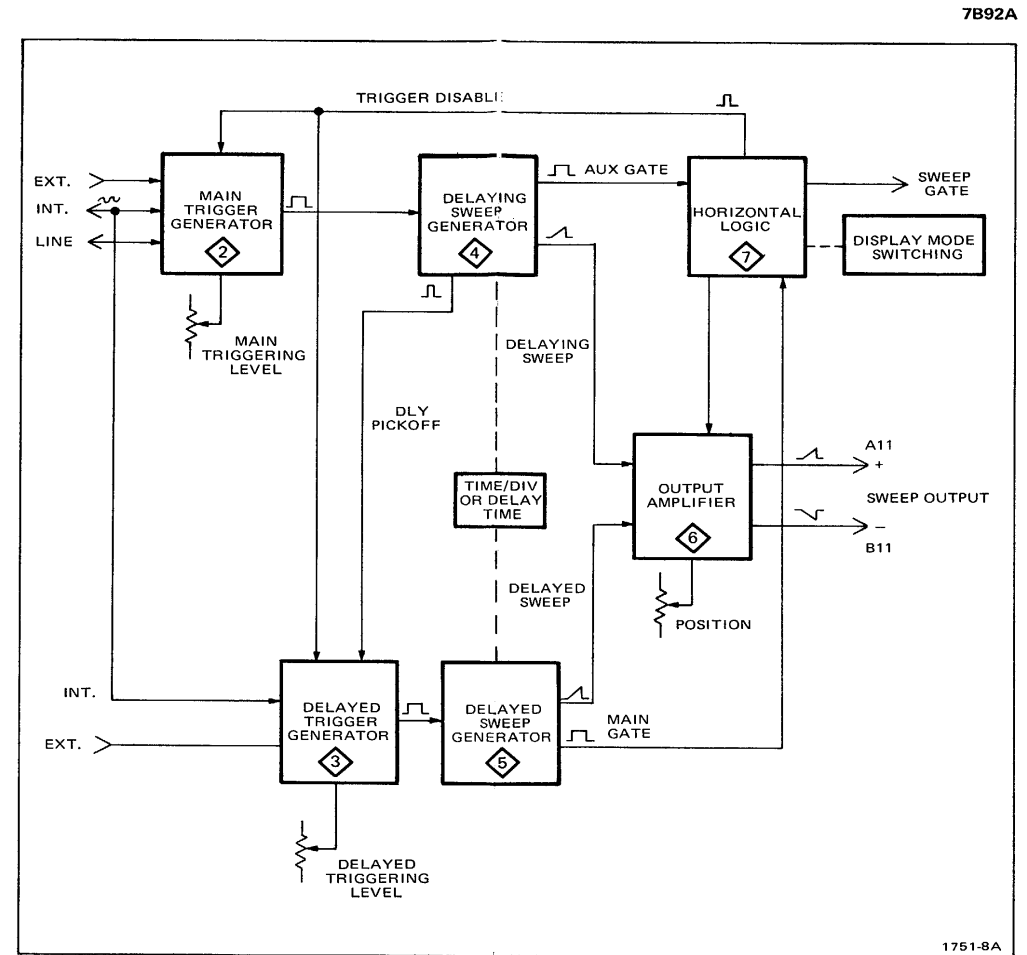 7B92A
TRIGGER DISABLE
EXT.
INT.
LINE
MAIN
TRIGGER
GENERATOR
2
DELAYING
SWEEP
GENERATOR
4
AUX GATE
HORIZONTAL
LOGIC
7
SWEEP
GATE
DISPLAY MODE
SWITCHING
MAIN
TRIGGERING
LEVEL
DELAYING
SWEEP
DLY
PICKOFF
TIME/DIV
OR DELAY
TIME
OUTPUT
AMPLIFIER
6
A11
+
SWEEP OUTPUT
–
B11
DELAYED
SWEEP
POSITION
INT.
EXT.
DELAYED
TRIGGER
GENERATOR
3
DELAYED
SWEEP
GENERATOR
5
MAIN
GATE
DELAYED
TRIGGERING
LEVEL
1751-8A